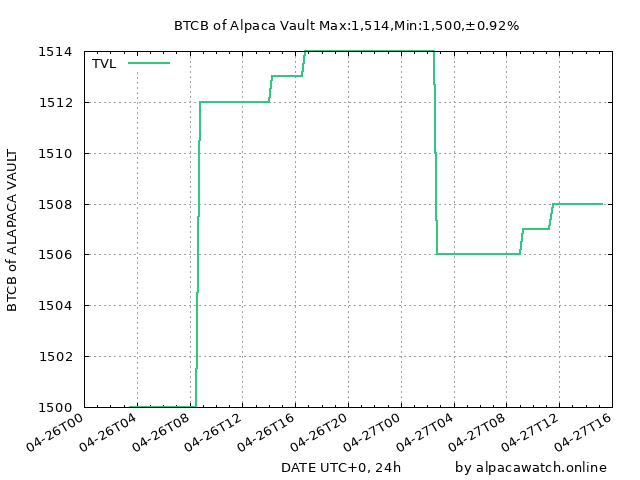 BTCB of Alpaca Vault Max:1,514,Min:1,500,±0.92%
TVL
1514
1512
1510
1508
1506
1504
1502
1500
BTCB of ALAPACA VAULT
04-26T00
04-26T04
04-26T08
04-26T12
04-26T16
04-26T20
04-27T00
04-27T04
04-27T08
04-27T12
04-27T16
DATE UTC+0, 24h
by alpacawatch.online